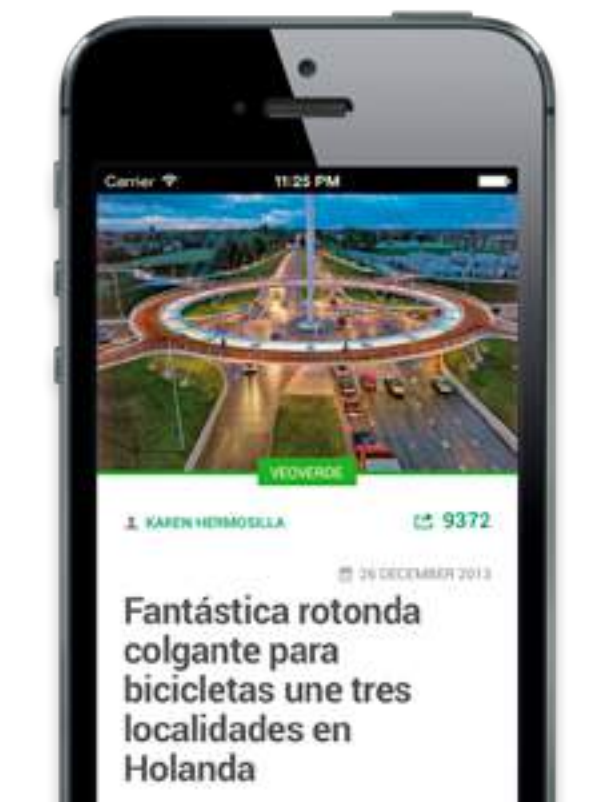 Carrier
11:25 PM
VEOVERDE
KAREN HERMOSILLA
9372
26 DECEMBER 2013
Fantástica rotonda
colgante para
bicicletas une tres
localidades en
Holanda